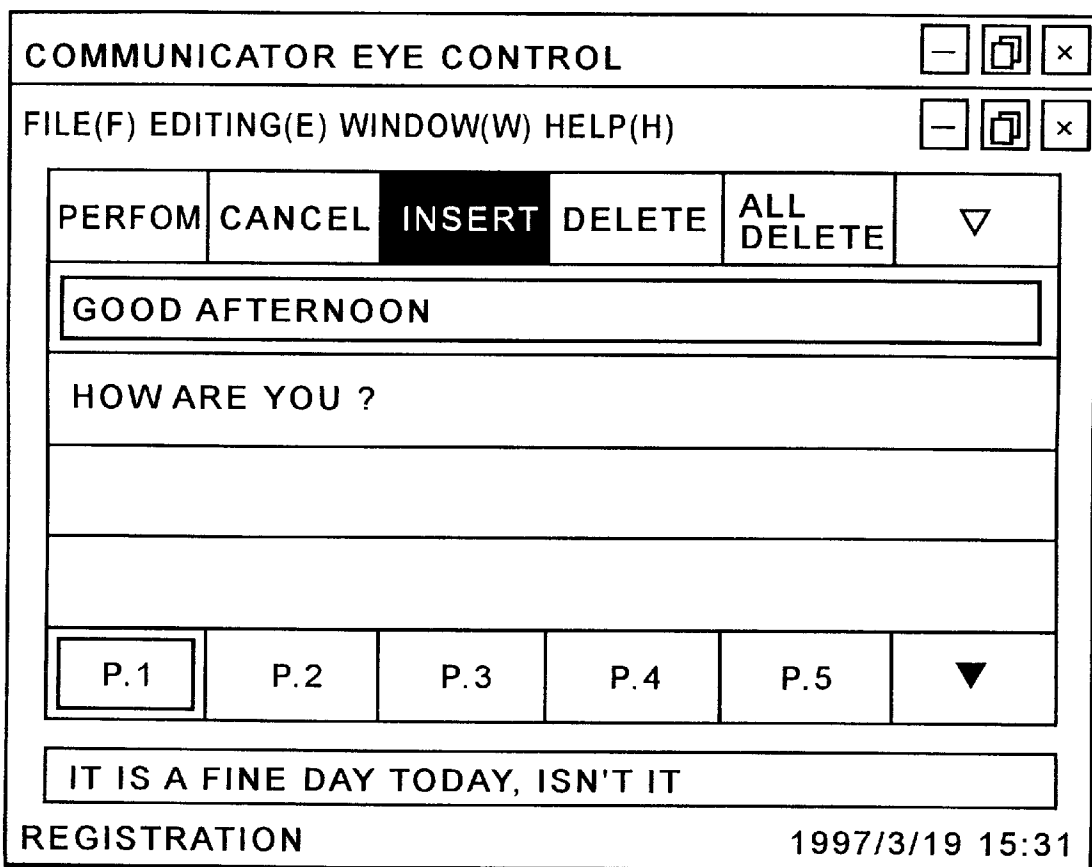 COMMUNICATOR EYE CONTROL
FILE(F) EDITING(E) WINDOW(W) HELP(H)
PERFOM CANCEL INSERT DELETE ALL DELETE
GOOD AFTERNOON
HOW ARE YOU ?
P.1 P.2 P.3 P.4 P.5
IT IS A FINE DAY TODAY, ISN'T IT
REGISTRATION 1997/3/19 15:31